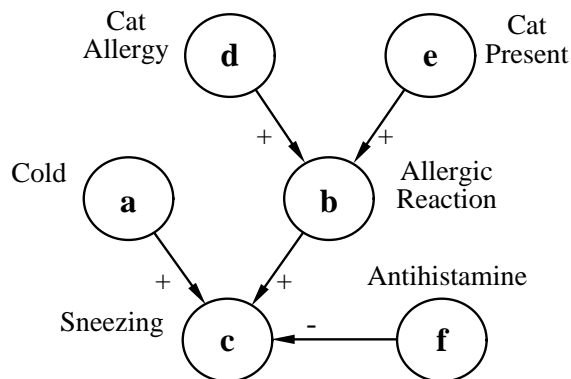 Cat
Allergy
d
e
Cat
Present
+
+
Cold
a
b
Allergic
Reaction
+
+
Antihistamine
Sneezing
c
-
f